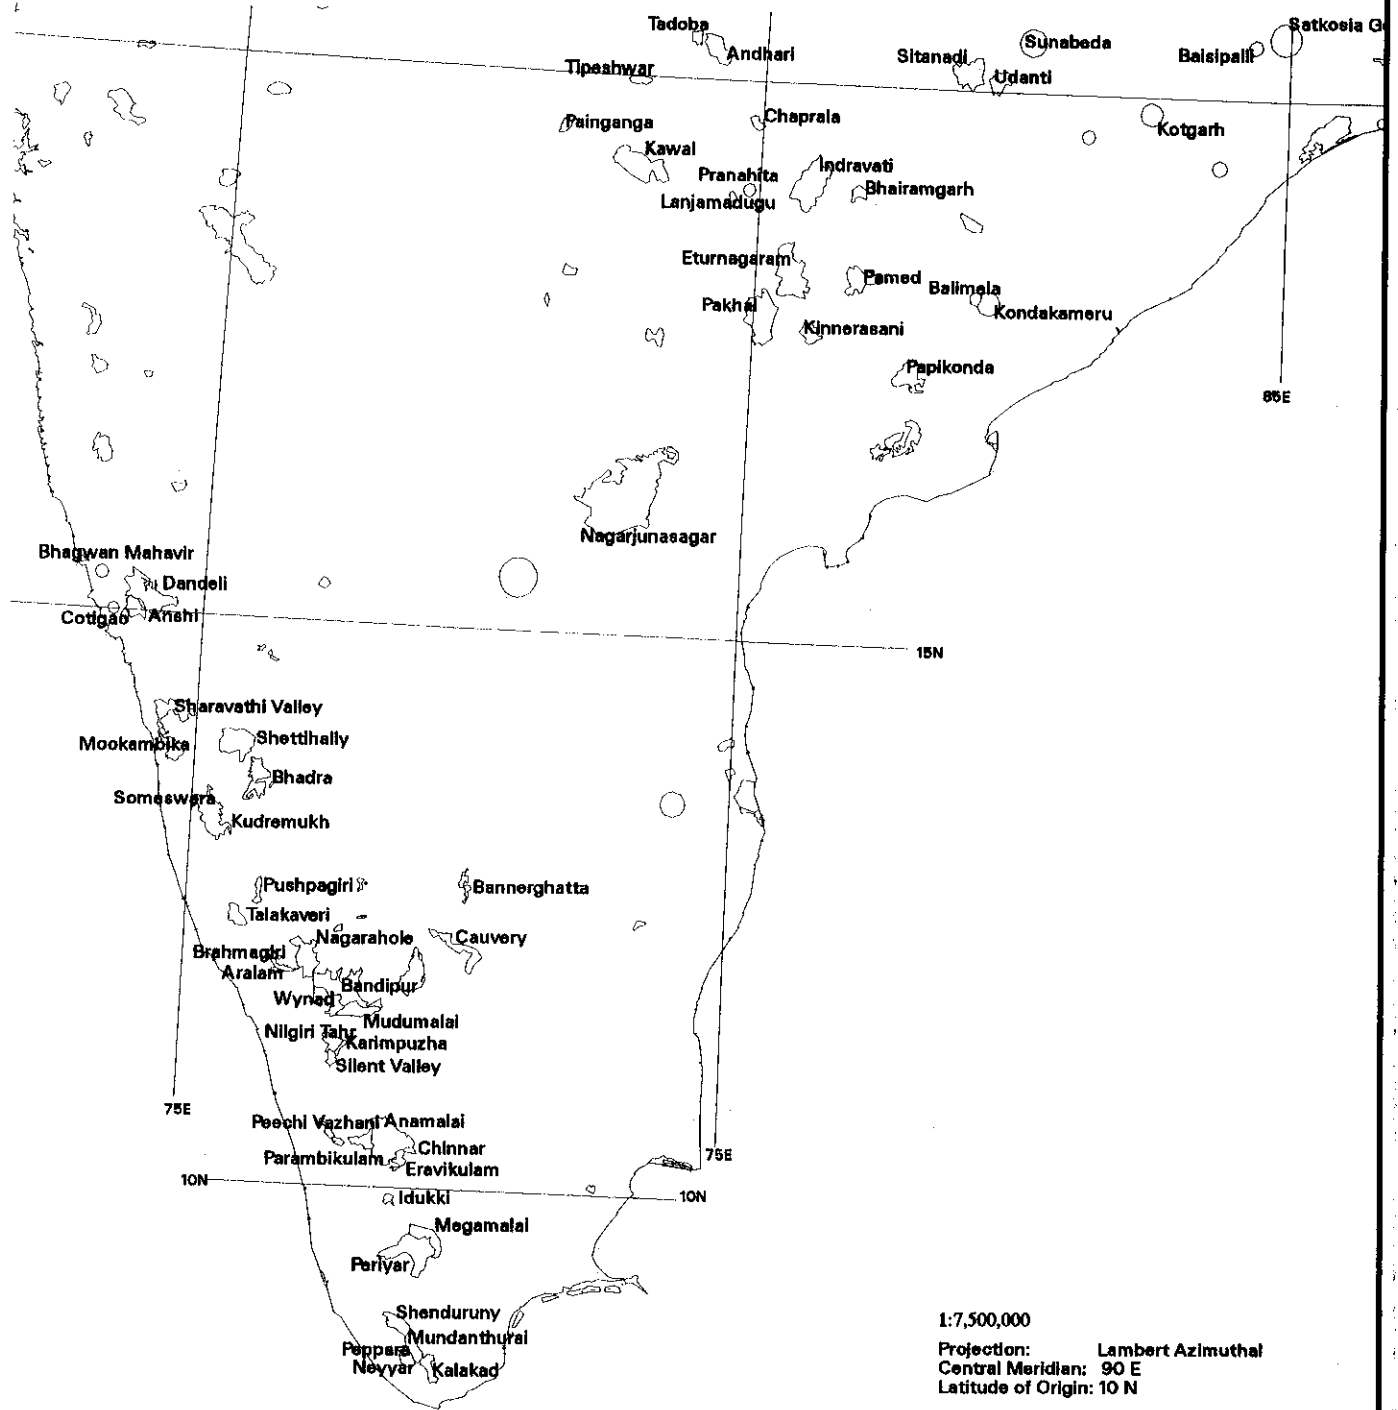 Tadoba
Andhari
Tipeshwar
Sitanadi
Sunabeda
Udanti
Baisipalli
Satkosia Go
Painganga
Chaprala
Kotgarh
Kawal
Indravati
Pranahita
Bhairamgarh
Lanjamadugu
Eturnagaram
Pamed
Balimela
Pakhal
Kondakameru
Kinnerasani
Papikonda
85E
Nagarjunasagar
Bhagwan Mahavir
Dandeli
Cotigao
Anshi
15N
Sharavathi Valley
Mookambika
Shettihally
Bhadra
Someswara
Kudremukh
Pushpagiri
Bannerghatta
Talakaveri
Nagarahole
Cauvery
Brahmagiri
Aralam
Bandipur
Wynad
Mudumalai
Nilgiri Tahr
Karimpuzha
Silent Valley
75E
Peechi Vazhani
Anamalai
Chinnar
75E
Parambikulam
Eravikulam
10N
Idukki
10N
Megamalai
Periyar
Shenduruny
Mundanthurai
Peppara
Neyyar
Kalakad
1:7,500,000
Projection: Lambert Azimuthal
Central Meridian: 90 E
Latitude of Origin: 10 N